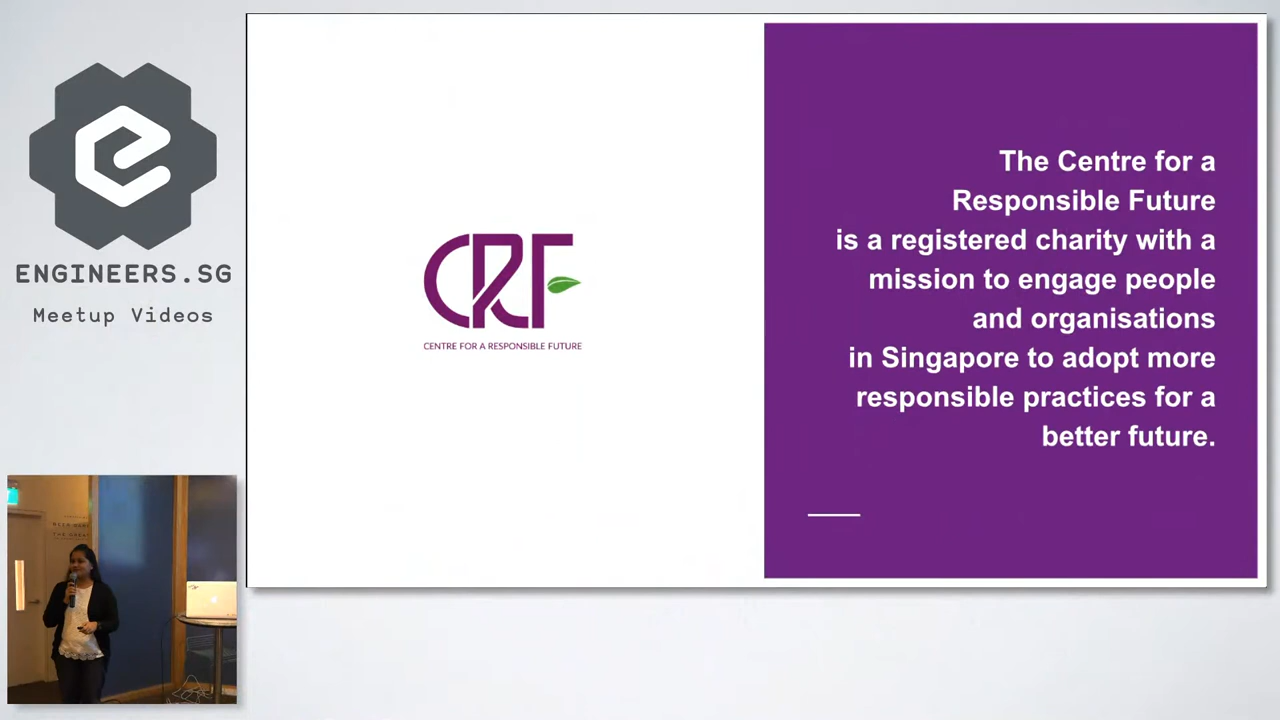 ENGINEERS.SG
Meetup Videos
CRF
CENTRE FOR A RESPONSIBLE FUTURE
The Centre for a
Responsible Future
is a registered charity with a
mission to engage people
and organisations
in Singapore to adopt more
responsible practices for a
better future.